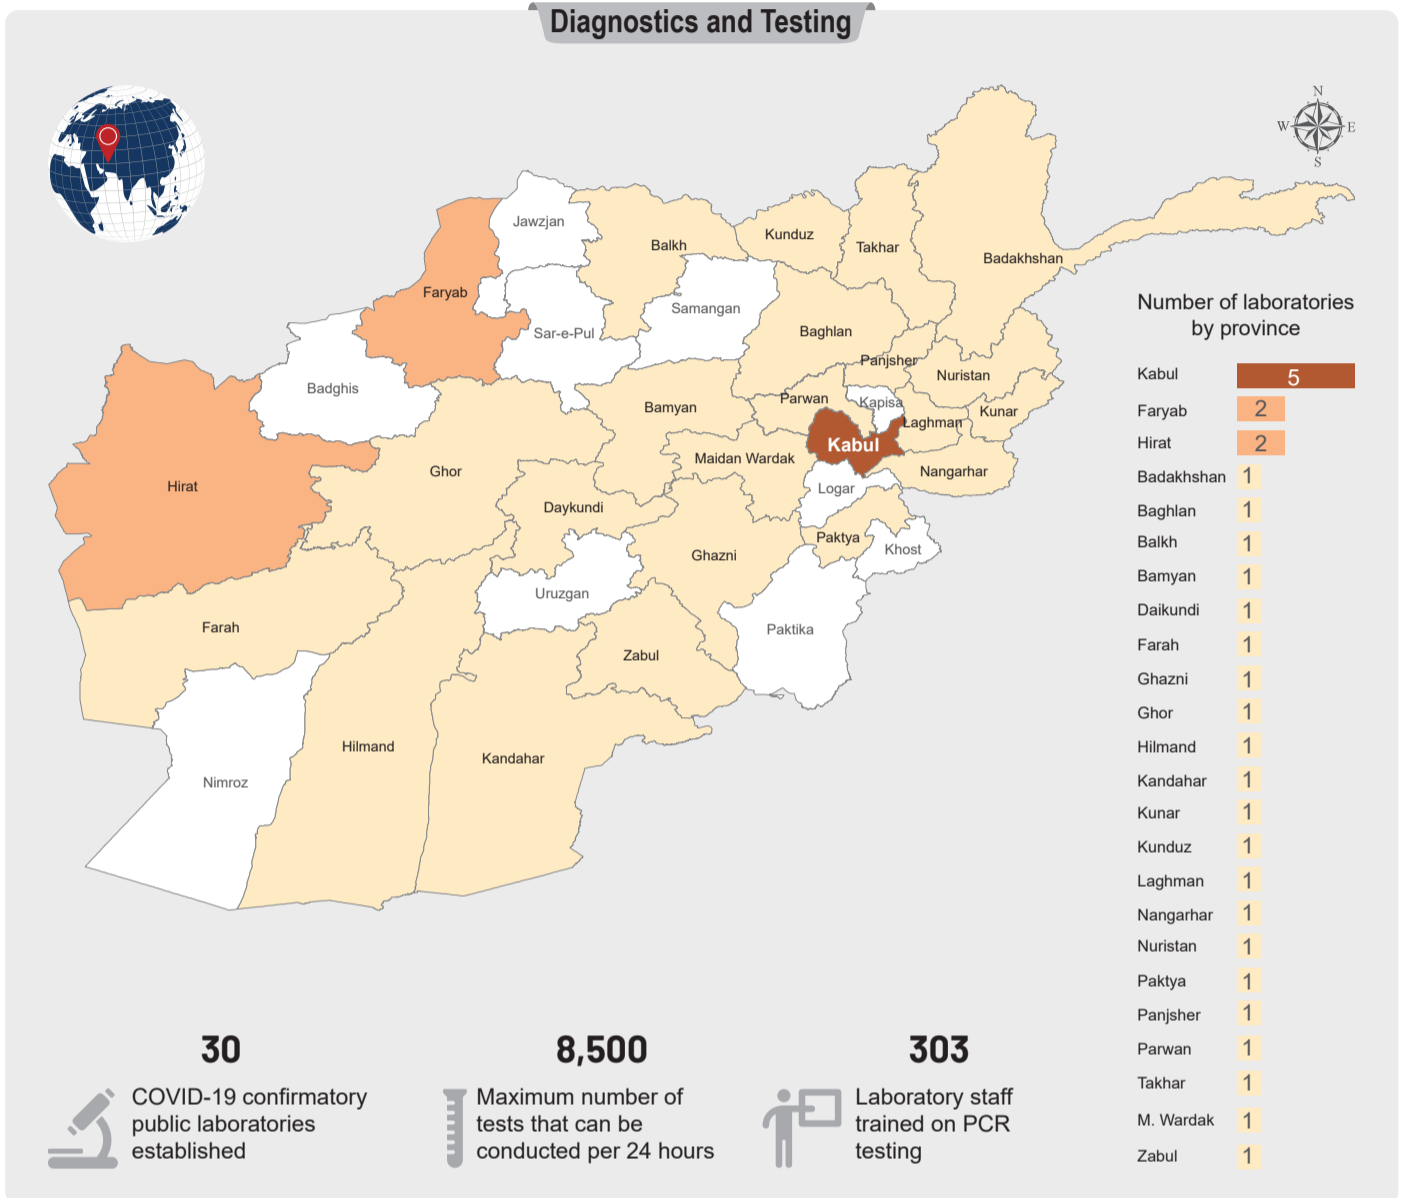 Diagnostics and Testing
N
W
E
S
Jawzjan
Balkh
Kunduz
Takhar
Badakhshan
Faryab
Sar-e-Pul
Samangan
Baghlan
Panjsher
Nuristan
Badghis
Bamyan
Parwan
Kapisa
Laghman
Kunar
Kabul
Maidan Wardak
Nangarhar
Hirat
Ghor
Logar
Daykundi
Paktya
Khost
Ghazni
Uruzgan
Farah
Paktika
Zabul
Hilmand
Kandahar
Nimroz
Number of laboratories
by province
Kabul 5
Faryab 2
Hirat 2
Badakhshan 1
Baghlan 1
Balkh 1
Bamyan 1
Daikundi 1
Farah 1
Ghazni 1
Ghor 1
Hilmand 1
Kandahar 1
Kunar 1
Kunduz 1
Laghman 1
Nangarhar 1
Nuristan 1
Paktya 1
Panjsher 1
Parwan 1
Takhar 1
M. Wardak 1
Zabul 1
30
COVID-19 confirmatory
public laboratories
established
8,500
Maximum number of
tests that can be
conducted per 24 hours
303
Laboratory staff
trained on PCR
testing